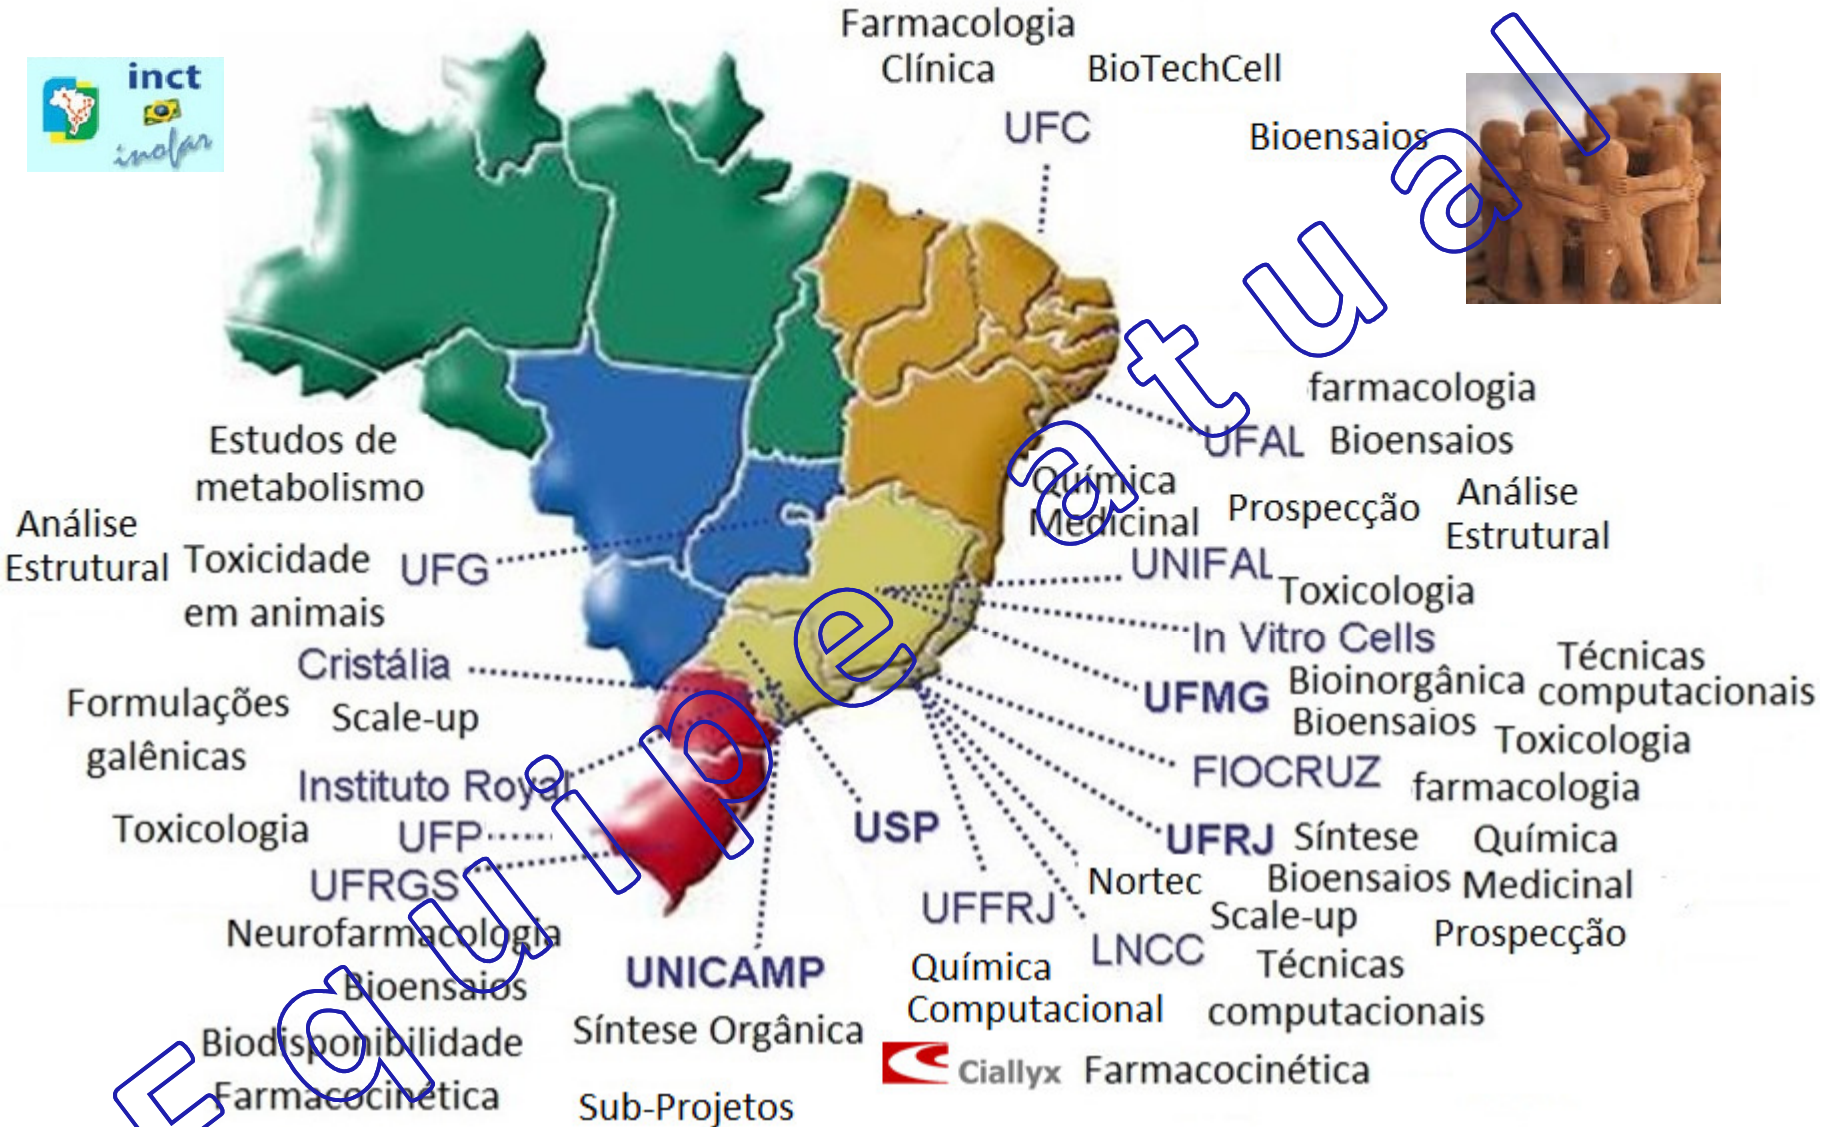 Farmacologia
Clínica
BioTechCell
inct
inofar
UFC
Bioensaios
farmacologia
UFAL Bioensaios
Química
Medicinal
Prospecção
Análise
Estrutural
UNIFAL
Toxicologia
In Vitro Cells
UFMG
Bioinorgânica
Bioensaios
Técnicas
computacionais
FIOCRUZ
Toxicologia
farmacologia
UFRJ
Síntese
Bioensaios
Química
Medicinal
Prospecção
Nortec
Scale-up
LNCC
Técnicas
computacionais
UFFRJ
Química
Computacional
Ciallyx Farmacocinética
USP
UNICAMP
Síntese Orgânica
Sub-Projetos
Estudos de
metabolismo
Análise
Estrutural
Toxicidade
em animais
UFG
Cristália
Formulações
galênicas
Scale-up
Instituto Royal
Toxicologia
UFP
UFRGS
Neurofarmacologia
Bioensaios
Biodisponibilidade
Farmacocinética
Equipe atual